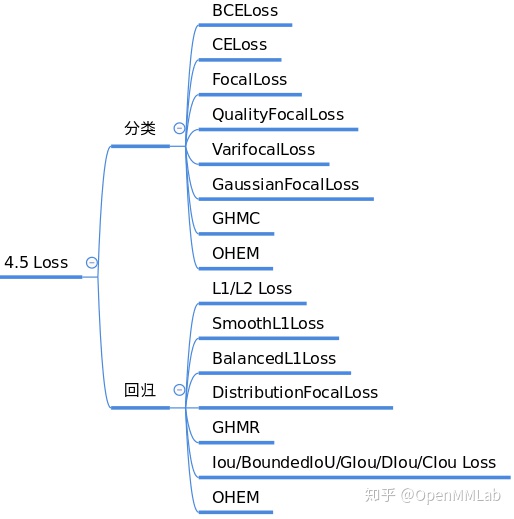 BCELoss
CELoss
FocalLoss
QualityFocalLoss
分类
VarifocalLoss
GaussianFocalLoss
GHMC
OHEM
4.5 Loss
L1/L2 Loss
SmoothL1Loss
BalancedL1Loss
回归
DistributionFocalLoss
GHMR
Iou/BoundedIoU/GIou/DIou/CIou Loss
OHEM
知乎 @OpenMMLab